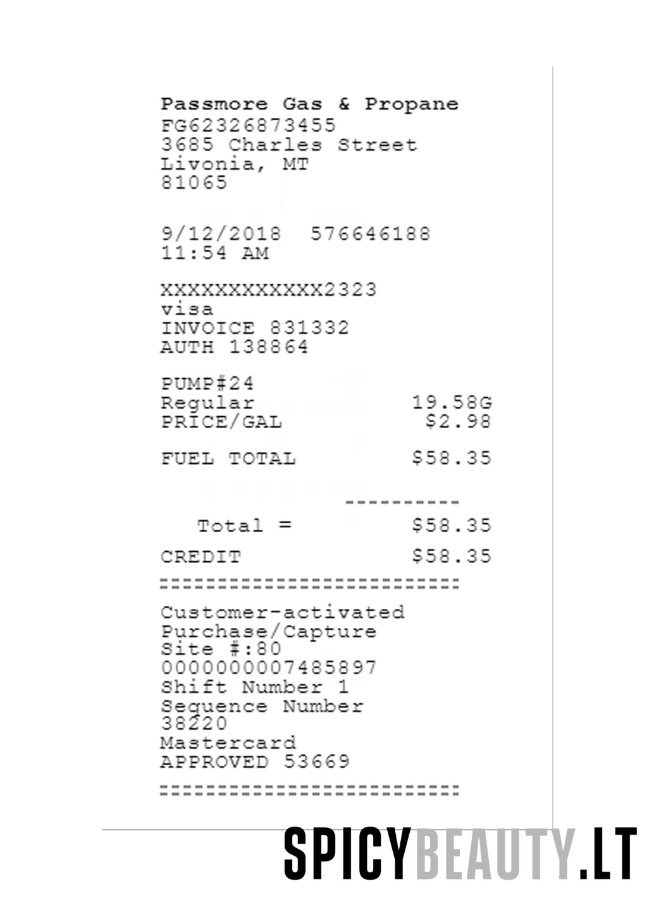 Passmore Gas & Propane
FG62326873455
3685 Charles Street
Livonia, MT
81065
9/12/2018 576646188
11:54 AM
XXXXXXXXXXXX2323
visa
INVOICE 831332
AUTH 138864
PUMP#24
Regular 19.58G
PRICE/GAL $2.98
FUEL TOTAL $58.35
----------
Total = $58.35
CREDIT $58.35
==========================
Customer-activated
Purchase/Capture
Site #:80
0000000007485897
Shift Number 1
Sequence Number
38220
Mastercard
APPROVED 53669
==========================
SPICYBEAUTY.LT